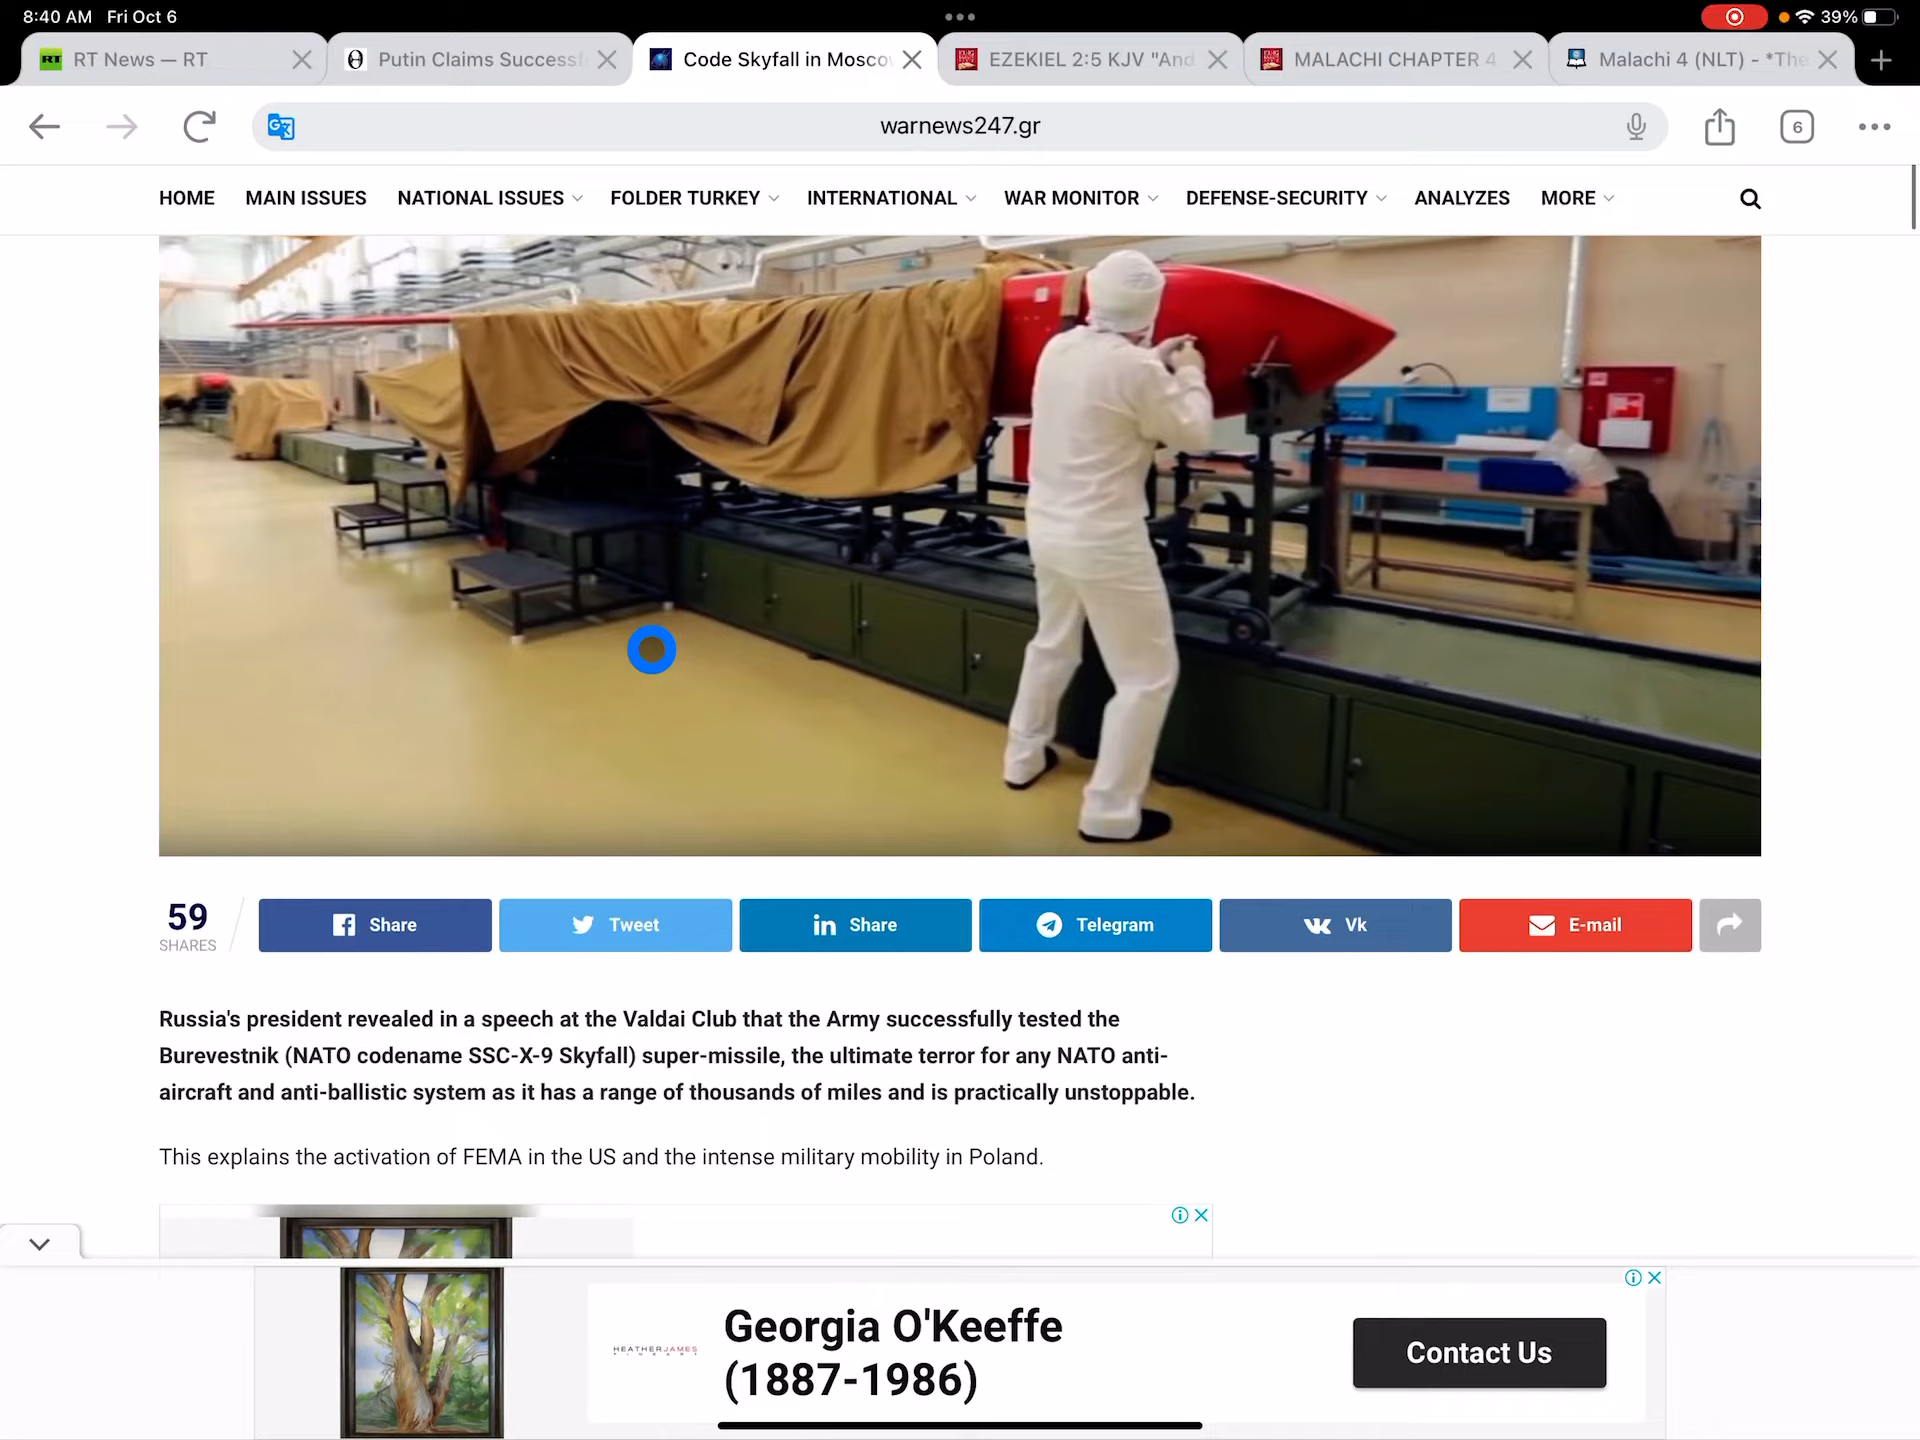 8:40 AM Fri Oct 6
39%
RT RT News — RT
Putin Claims Successf
Code Skyfall in Mosco
EZEKIEL 2:5 KJV "And
MALACHI CHAPTER 4
Malachi 4 (NLT) - *The
warnews247.gr
6
HOME MAIN ISSUES NATIONAL ISSUES FOLDER TURKEY INTERNATIONAL WAR MONITOR DEFENSE-SECURITY ANALYZES MORE
59
SHARES
Share
Tweet
Share
Telegram
Vk
E-mail
Russia's president revealed in a speech at the Valdai Club that the Army successfully tested the
Burevestnik (NATO codename SSC-X-9 Skyfall) super-missile, the ultimate terror for any NATO anti-
aircraft and anti-ballistic system as it has a range of thousands of miles and is practically unstoppable.
This explains the activation of FEMA in the US and the intense military mobility in Poland.
HEATHERJAMES
FINE ART
Georgia O'Keeffe
(1887-1986)
Contact Us